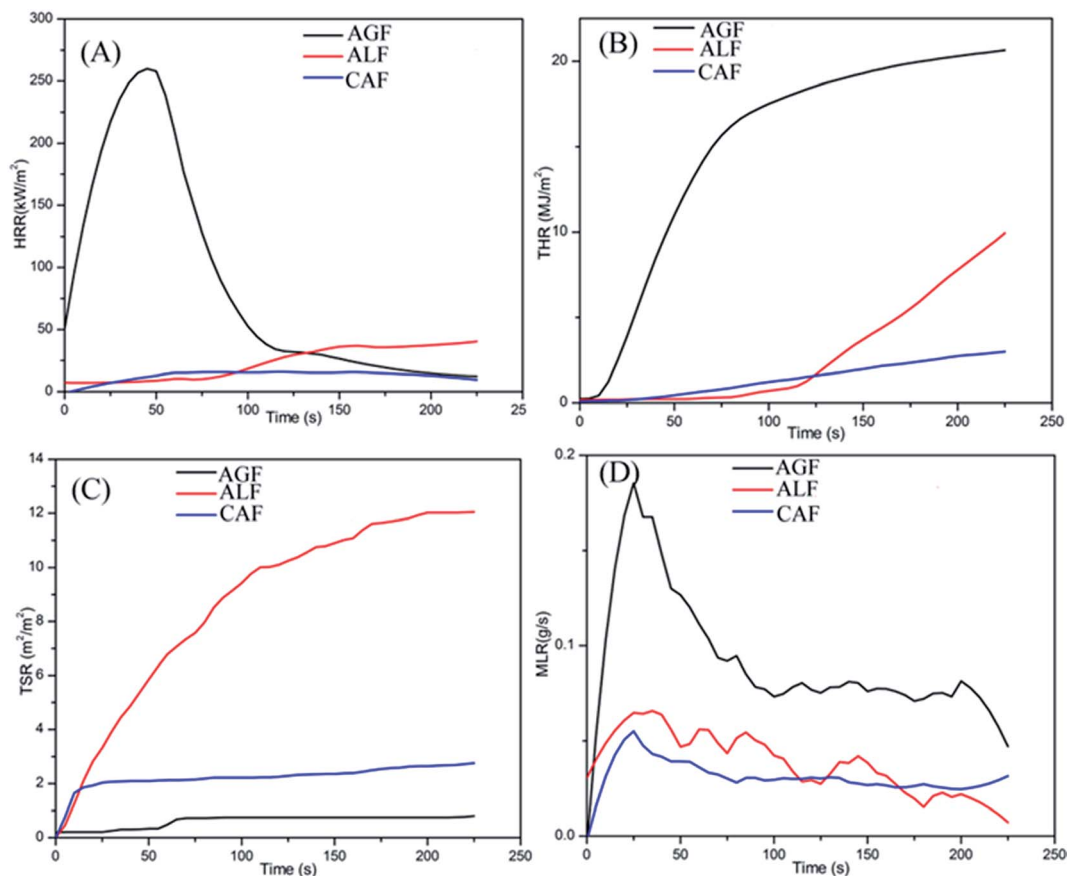 (A)
AGF
ALF
CAF
HRR(kW/m²)
300
250
200
150
100
50
0
0 50 100 150 200 25
Time (s)
(B)
AGF
ALF
CAF
THR (MJ/m²)
20
10
0
0 50 100 150 200 250
Time (s)
(C)
AGF
ALF
CAF
TSR (m²/m²)
14
12
10
8
6
4
2
0
0 50 100 150 200 250
Time (s)
(D)
AGF
ALF
CAF
MLR(g/s)
0.2
0.1
0.0
0 50 100 150 200 250
Time (s)